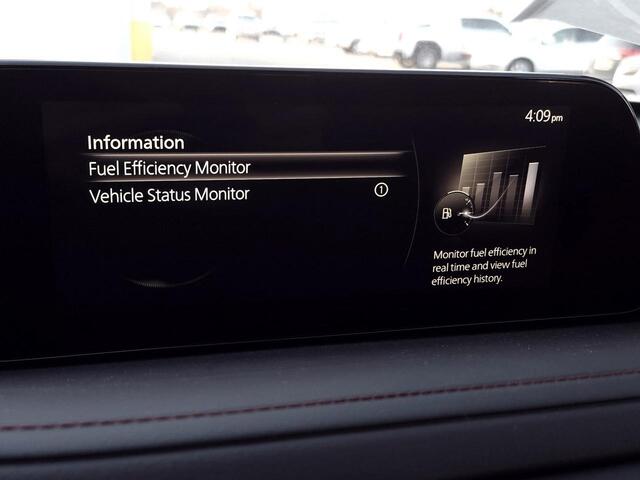 4:09pm
Information
Fuel Efficiency Monitor
Vehicle Status Monitor 1
Monitor fuel efficiency in
real time and view fuel
efficiency history.